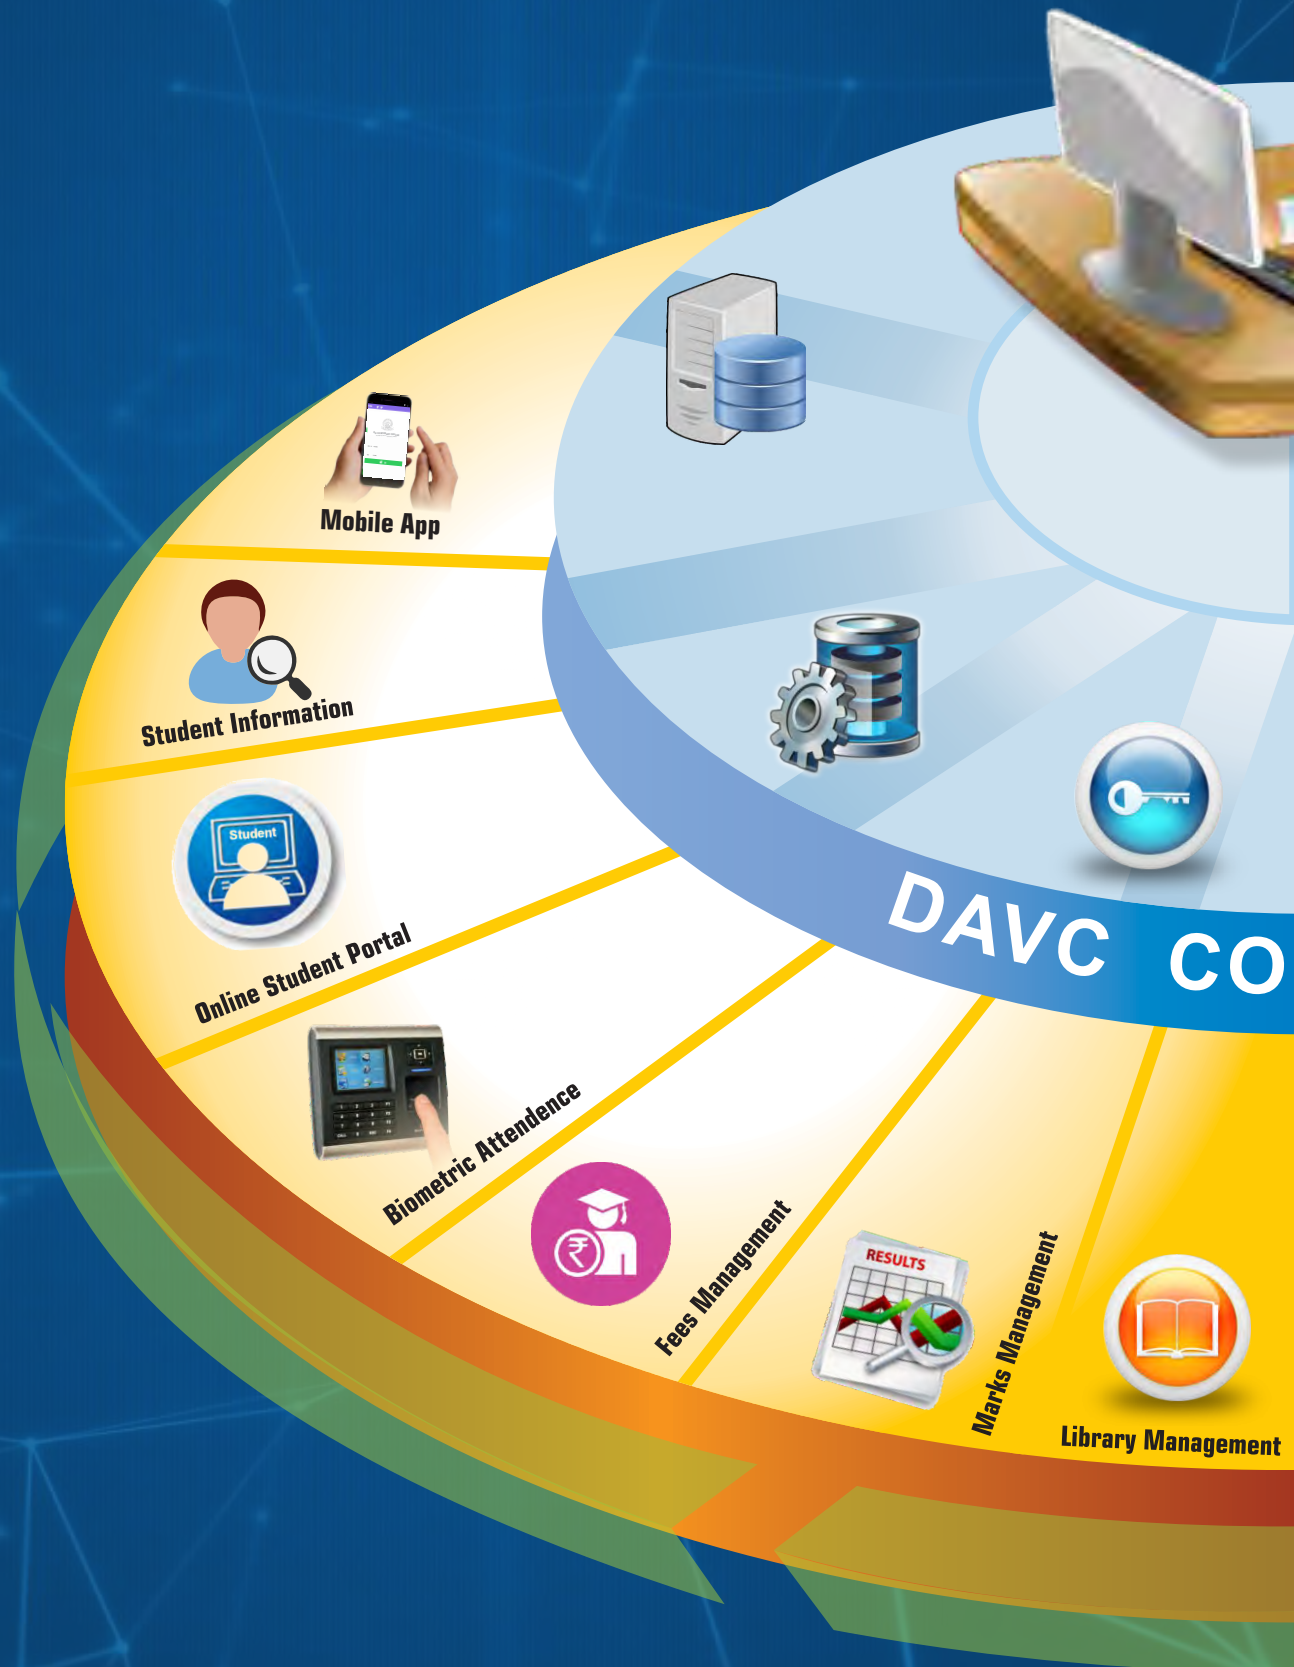 Mobile App
Student Information
Student
Online Student Portal
Biometric Attendence
₹
Fees Management
RESULTS
Marks Management
Library Management
DAVC CO